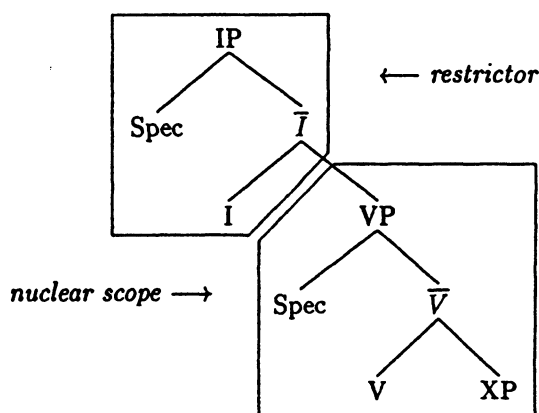 IP
← restrictor
Spec
I̅
I
VP
nuclear scope →
Spec
V̅
V
XP